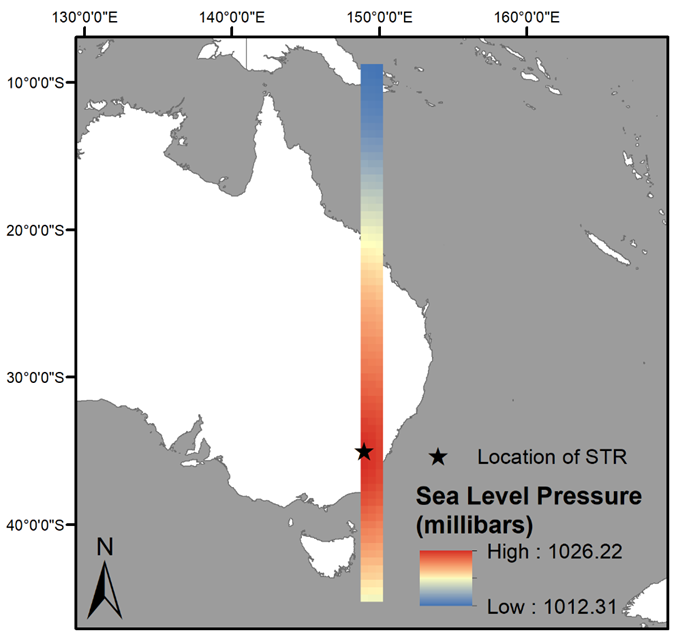 130°0'0"E 140°0'0"E 150°0'0"E 160°0'0"E
10°0'0"S
20°0'0"S
30°0'0"S
40°0'0"S
Location of STR
Sea Level Pressure
(millibars)
High : 1026.22
Low : 1012.31
N